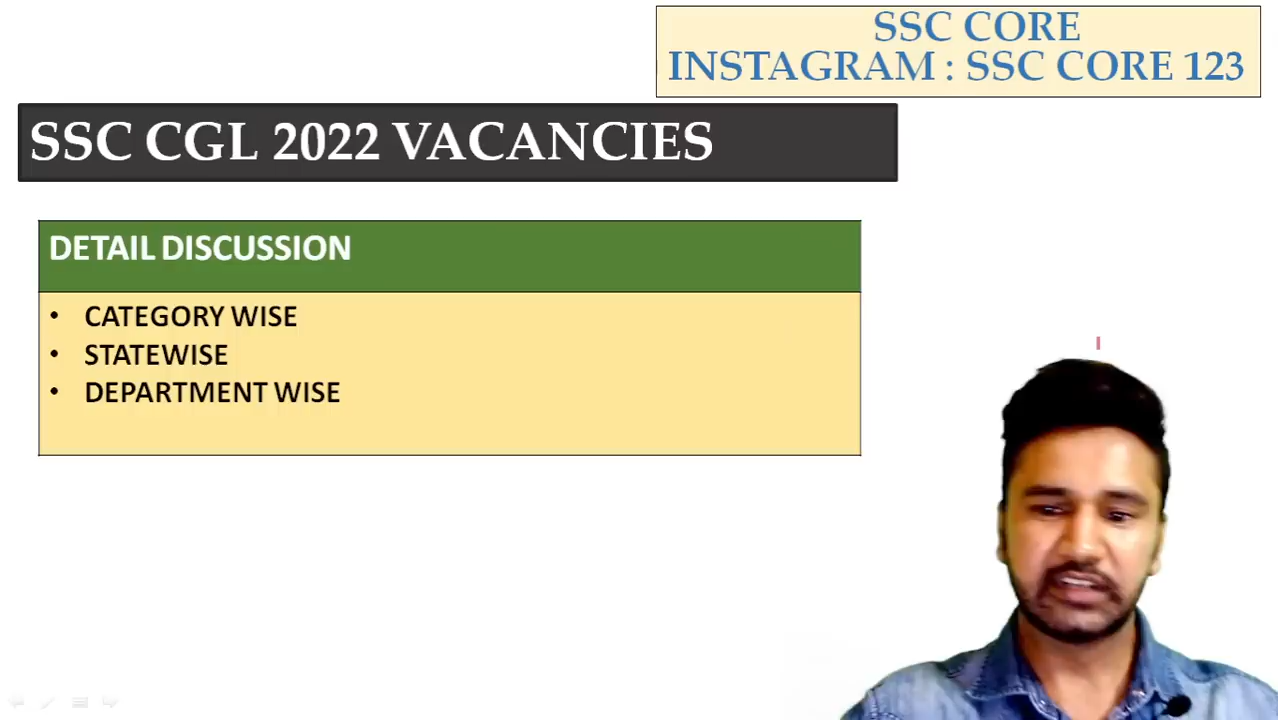 SSC CORE
INSTAGRAM : SSC CORE 123
SSC CGL 2022 VACANCIES
DETAIL DISCUSSION
• CATEGORY WISE
• STATEWISE
• DEPARTMENT WISE